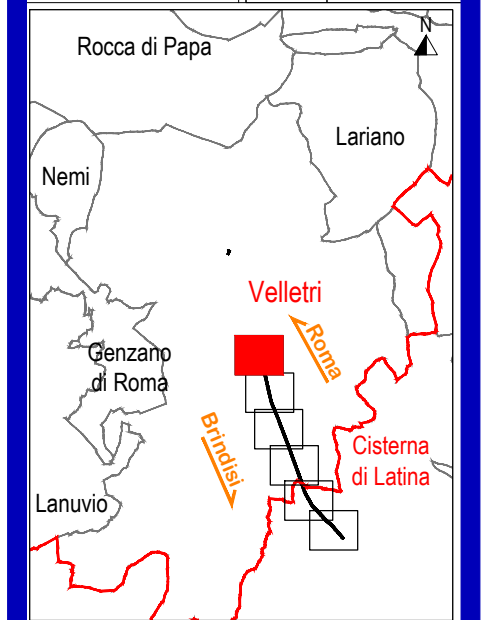 N
Rocca di Papa
Lariano
Nemi
Velletri
Roma
Genzano
di Roma
Brindisi
Cisterna
di Latina
Lanuvio